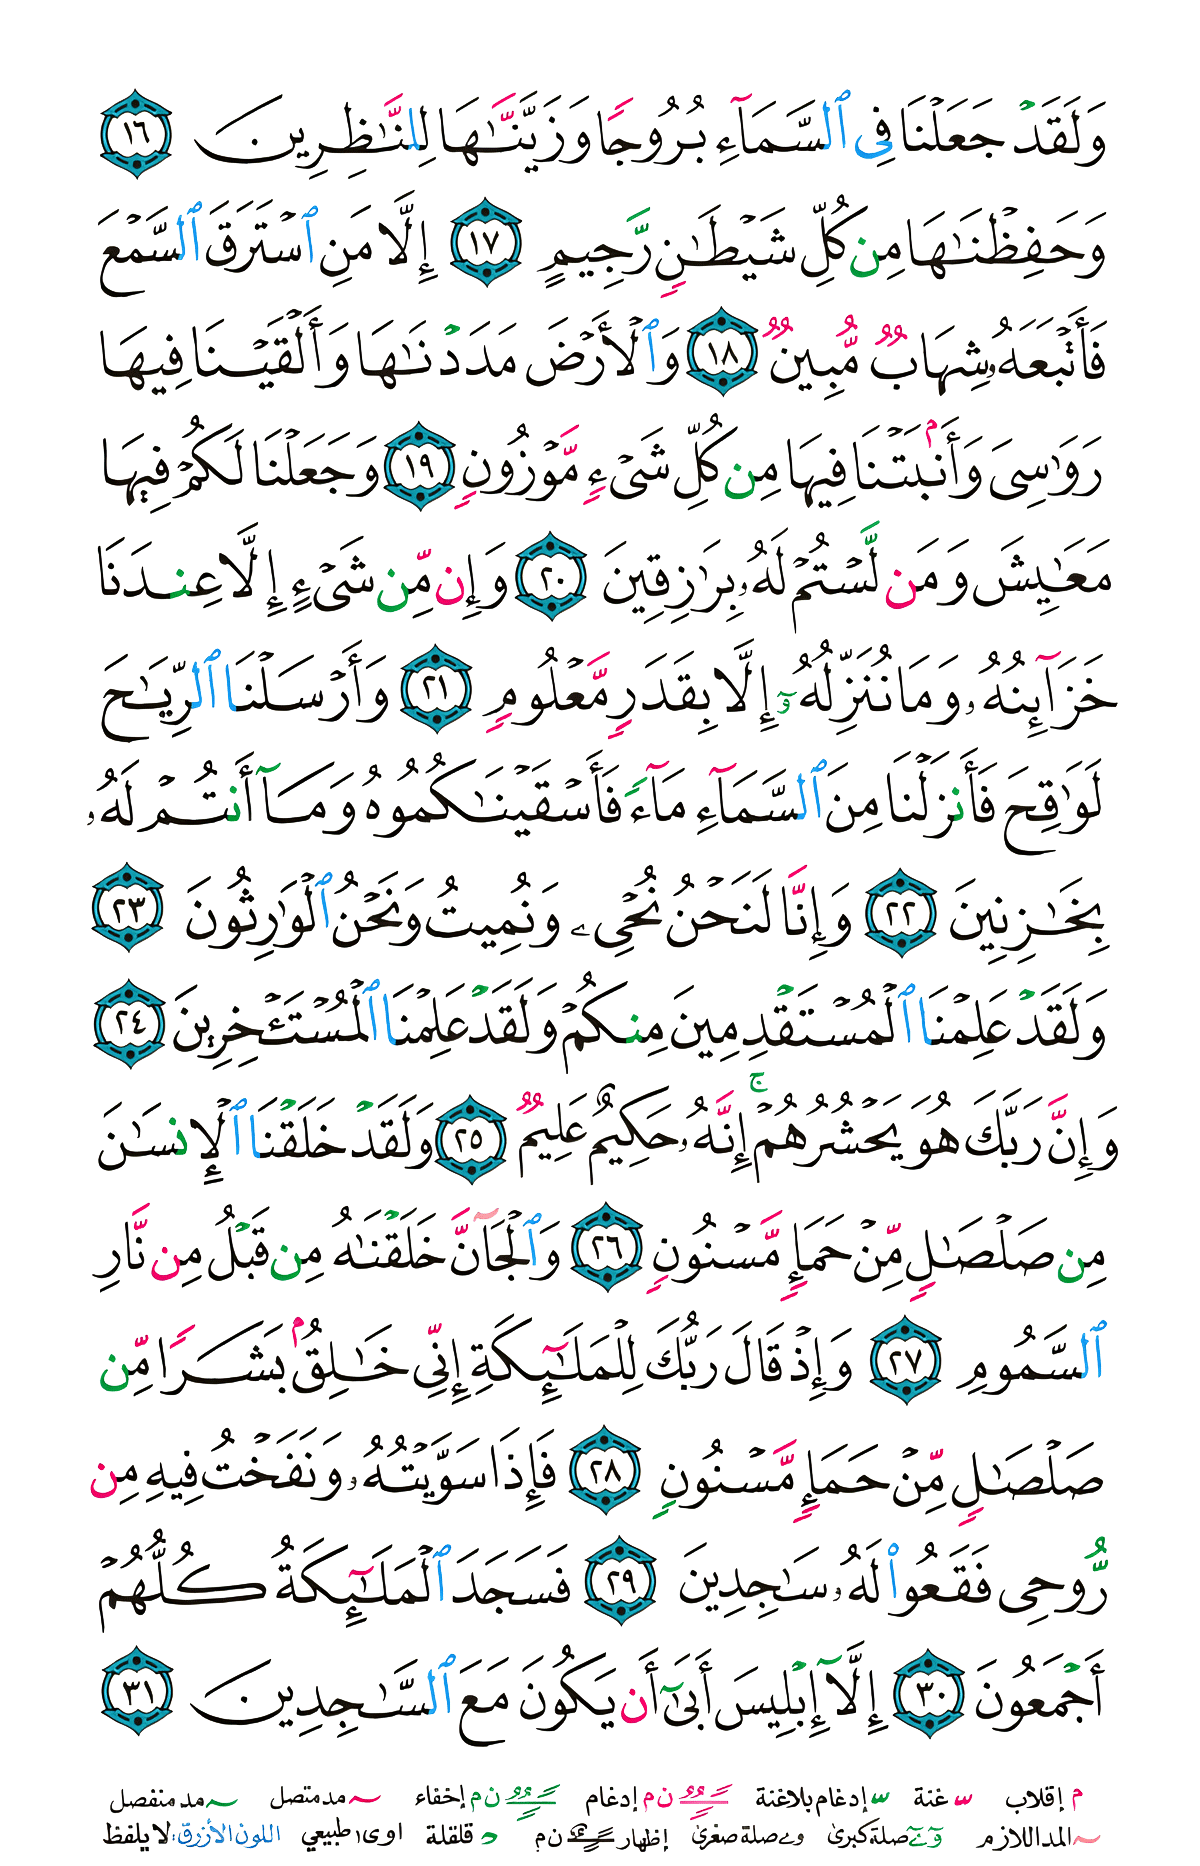 وَلَقَدۡ جَعَلۡنَا فِي ٱلسَّمَآءِ بُرُوجٗا وَزَيَّنَّٰهَا لِلنَّٰظِرِينَ ١٦
وَحَفِظۡنَٰهَا مِن كُلِّ شَيۡطَٰنٖ رَّجِيمٍ ١٧ إِلَّا مَنِ ٱسۡتَرَقَ ٱلسَّمۡعَ
فَأَتۡبَعَهُۥ شِهَابٞ مُّبِينٞ ١٨ وَٱلۡأَرۡضَ مَدَدۡنَٰهَا وَأَلۡقَيۡنَا فِيهَا
رَوَٰسِيَ وَأَنۢبَتۡنَا فِيهَا مِن كُلِّ شَيۡءٖ مَّوۡزُونٖ ١٩ وَجَعَلۡنَا لَكُمۡ فِيهَا
مَعَٰيِشَ وَمَن لَّسۡتُمۡ لَهُۥ بِرَٰزِقِينَ ٢٠ وَإِن مِّن شَيۡءٍ إِلَّا عِندَنَا
خَزَآئِنُهُۥ وَمَا نُنَزِّلُهُۥٓ إِلَّا بِقَدَرٖ مَّعۡلُومٖ ٢١ وَأَرۡسَلۡنَا ٱلرِّيَٰحَ
لَوَٰقِحَ فَأَنزَلۡنَا مِنَ ٱلسَّمَآءِ مَآءٗ فَأَسۡقَيۡنَٰكُمُوهُ وَمَآ أَنتُمۡ لَهُۥ
بِخَٰزِنِينَ ٢٢ وَإِنَّا لَنَحۡنُ نُحۡيِۦ وَنُمِيتُ وَنَحۡنُ ٱلۡوَٰرِثُونَ ٢٣
وَلَقَدۡ عَلِمۡنَا ٱلۡمُسۡتَقۡدِمِينَ مِنكُمۡ وَلَقَدۡ عَلِمۡنَا ٱلۡمُسۡتَـٔۡخِرِينَ ٢٤
وَإِنَّ رَبَّكَ هُوَ يَحۡشُرُهُمۡۚ إِنَّهُۥ حَكِيمٌ عَلِيمٞ ٢٥ وَلَقَدۡ خَلَقۡنَا ٱلۡإِنسَٰنَ
مِن صَلۡصَٰلٖ مِّنۡ حَمَإٖ مَّسۡنُونٖ ٢٦ وَٱلۡجَآنَّ خَلَقۡنَٰهُ مِن قَبۡلُ مِن نَّارِ
ٱلسَّمُومِ ٢٧ وَإِذۡ قَالَ رَبُّكَ لِلۡمَلَٰٓئِكَةِ إِنِّي خَٰلِقُۢ بَشَرٗا مِّن
صَلۡصَٰلٖ مِّنۡ حَمَإٖ مَّسۡنُونٖ ٢٨ فَإِذَا سَوَّيۡتُهُۥ وَنَفَخۡتُ فِيهِ مِن
رُّوحِي فَقَعُواْ لَهُۥ سَٰجِدِينَ ٢٩ فَسَجَدَ ٱلۡمَلَٰٓئِكَةُ كُلُّهُمۡ
أَجۡمَعُونَ ٣٠ إِلَّآ إِبۡلِيسَ أَبَىٰٓ أَن يَكُونَ مَعَ ٱلسَّٰجِدِينَ ٣١
م إقلاب غنة إدغام بلاغنة ن م إدغام ن م إخفاء مد متصل مد منفصل
المد اللازم صلة كبرى وے صلة صغرى إظهار ن م قلقلة اوى١ طبيعي اللون الأزرق: لا يلفظ